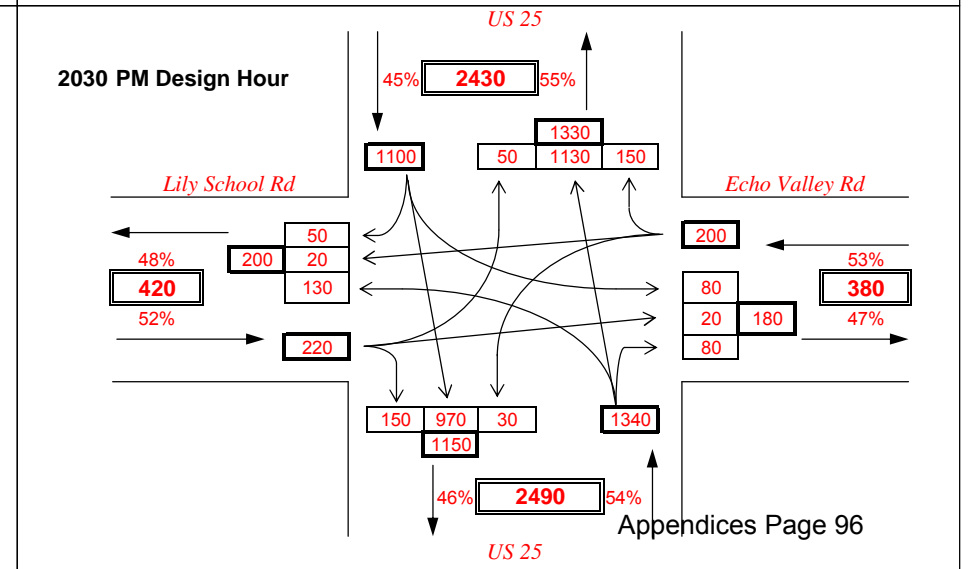 US 25
2030 PM Design Hour
45% 2430 55%
1330
1100 50 1130 150
Lily School Rd Echo Valley Rd
50 200
48% 200 20 53%
420 130 80 380
52% 20 180 47%
220 80
150 970 30 1340
1150
46% 2490 54%
Appendices Page 96
US 25